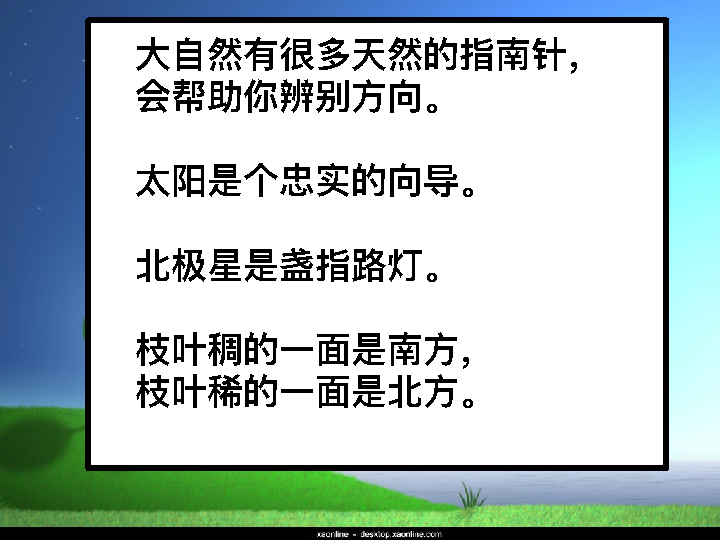 大自然有很多天然的指南针，
会帮助你辨别方向。
太阳是个忠实的向导。
北极星是盏指路灯。
枝叶稠的一面是南方，
枝叶稀的一面是北方。
xaonline - desktop.xaonline.com